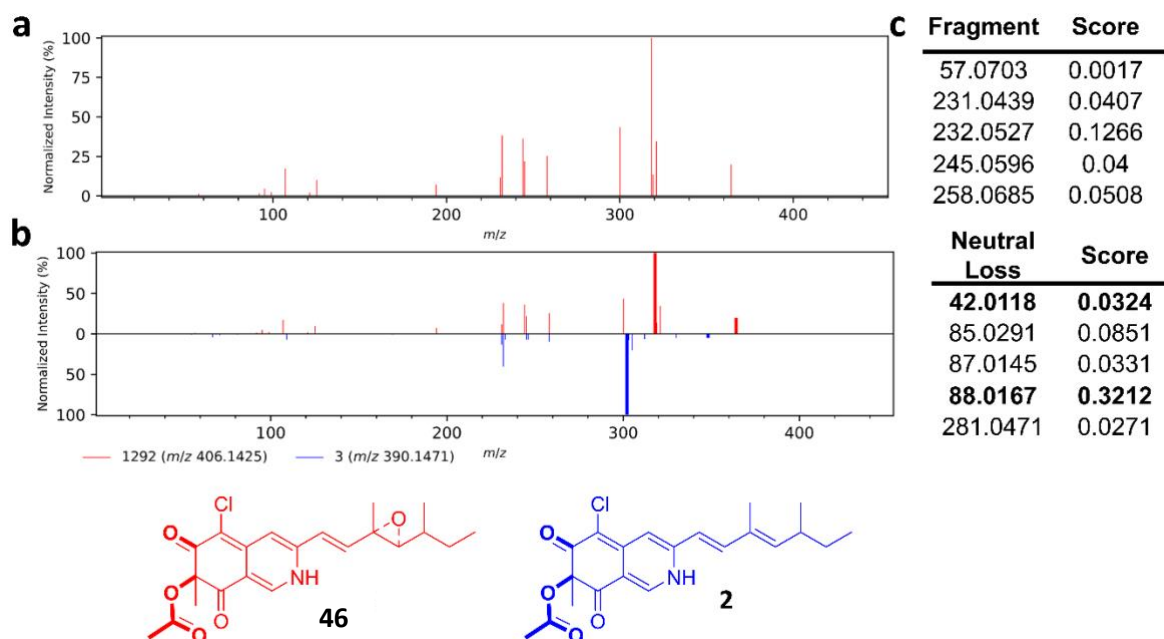 a
Normalized Intensity (%)
100
75
50
25
0
100
200
300
400
m/z
b
Normalized Intensity (%)
100
50
0
50
100
100
200
300
400
m/z
1292 (m/z 406.1425)
3 (m/z 390.1471)
c
Fragment Score
57.0703 0.0017
231.0439 0.0407
232.0527 0.1266
245.0596 0.04
258.0685 0.0508
Neutral
Loss Score
42.0118 0.0324
85.0291 0.0851
87.0145 0.0331
88.0167 0.3212
281.0471 0.0271
Cl
O
O
NH
O
O
O
46
Cl
O
NH
O
O
O
2